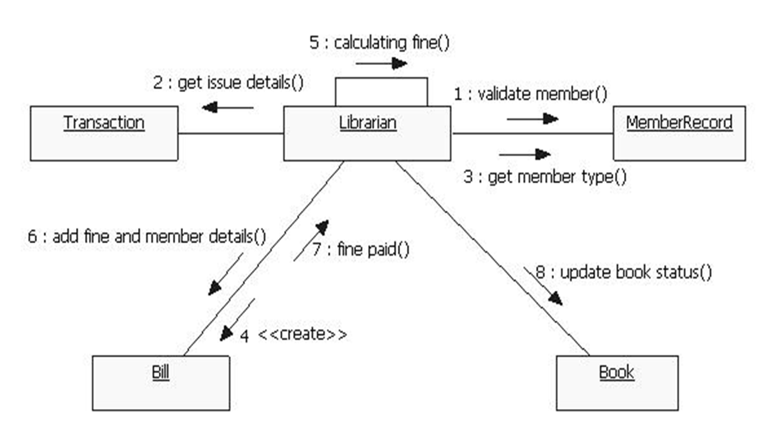 5 : calculating fine()
2 : get issue details()
1 : validate member()
Transaction
Librarian
MemberRecord
3 : get member type()
6 : add fine and member details()
7 : fine paid()
8 : update book status()
4 <<create>>
Bill
Book